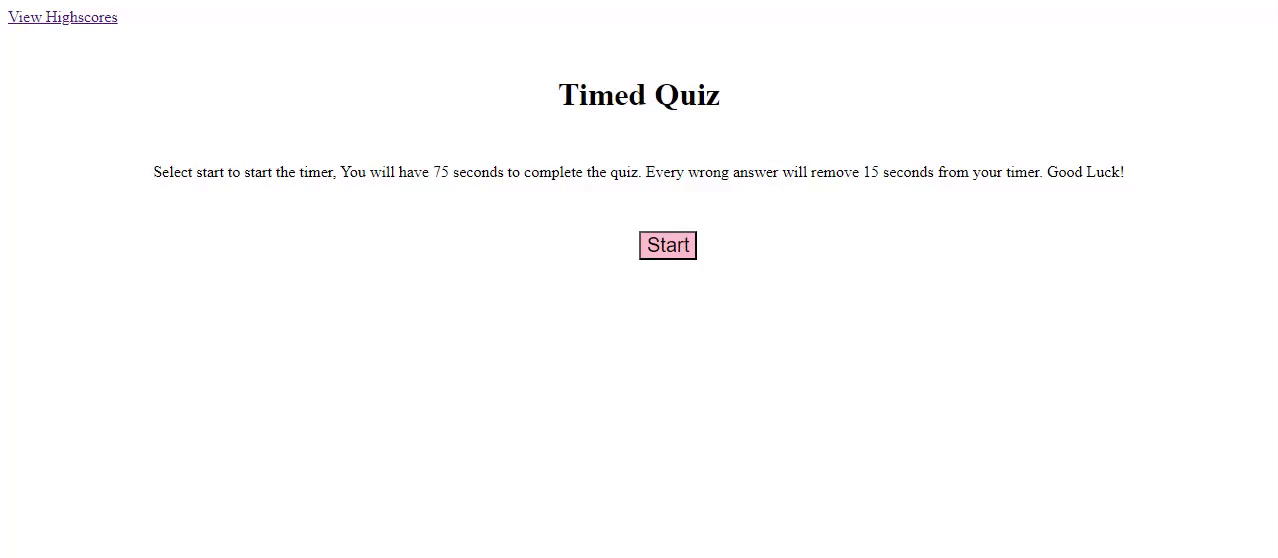 View Highscores
Timed Quiz
Select start to start the timer, You will have 75 seconds to complete the quiz. Every wrong answer will remove 15 seconds from your timer. Good Luck!
Start